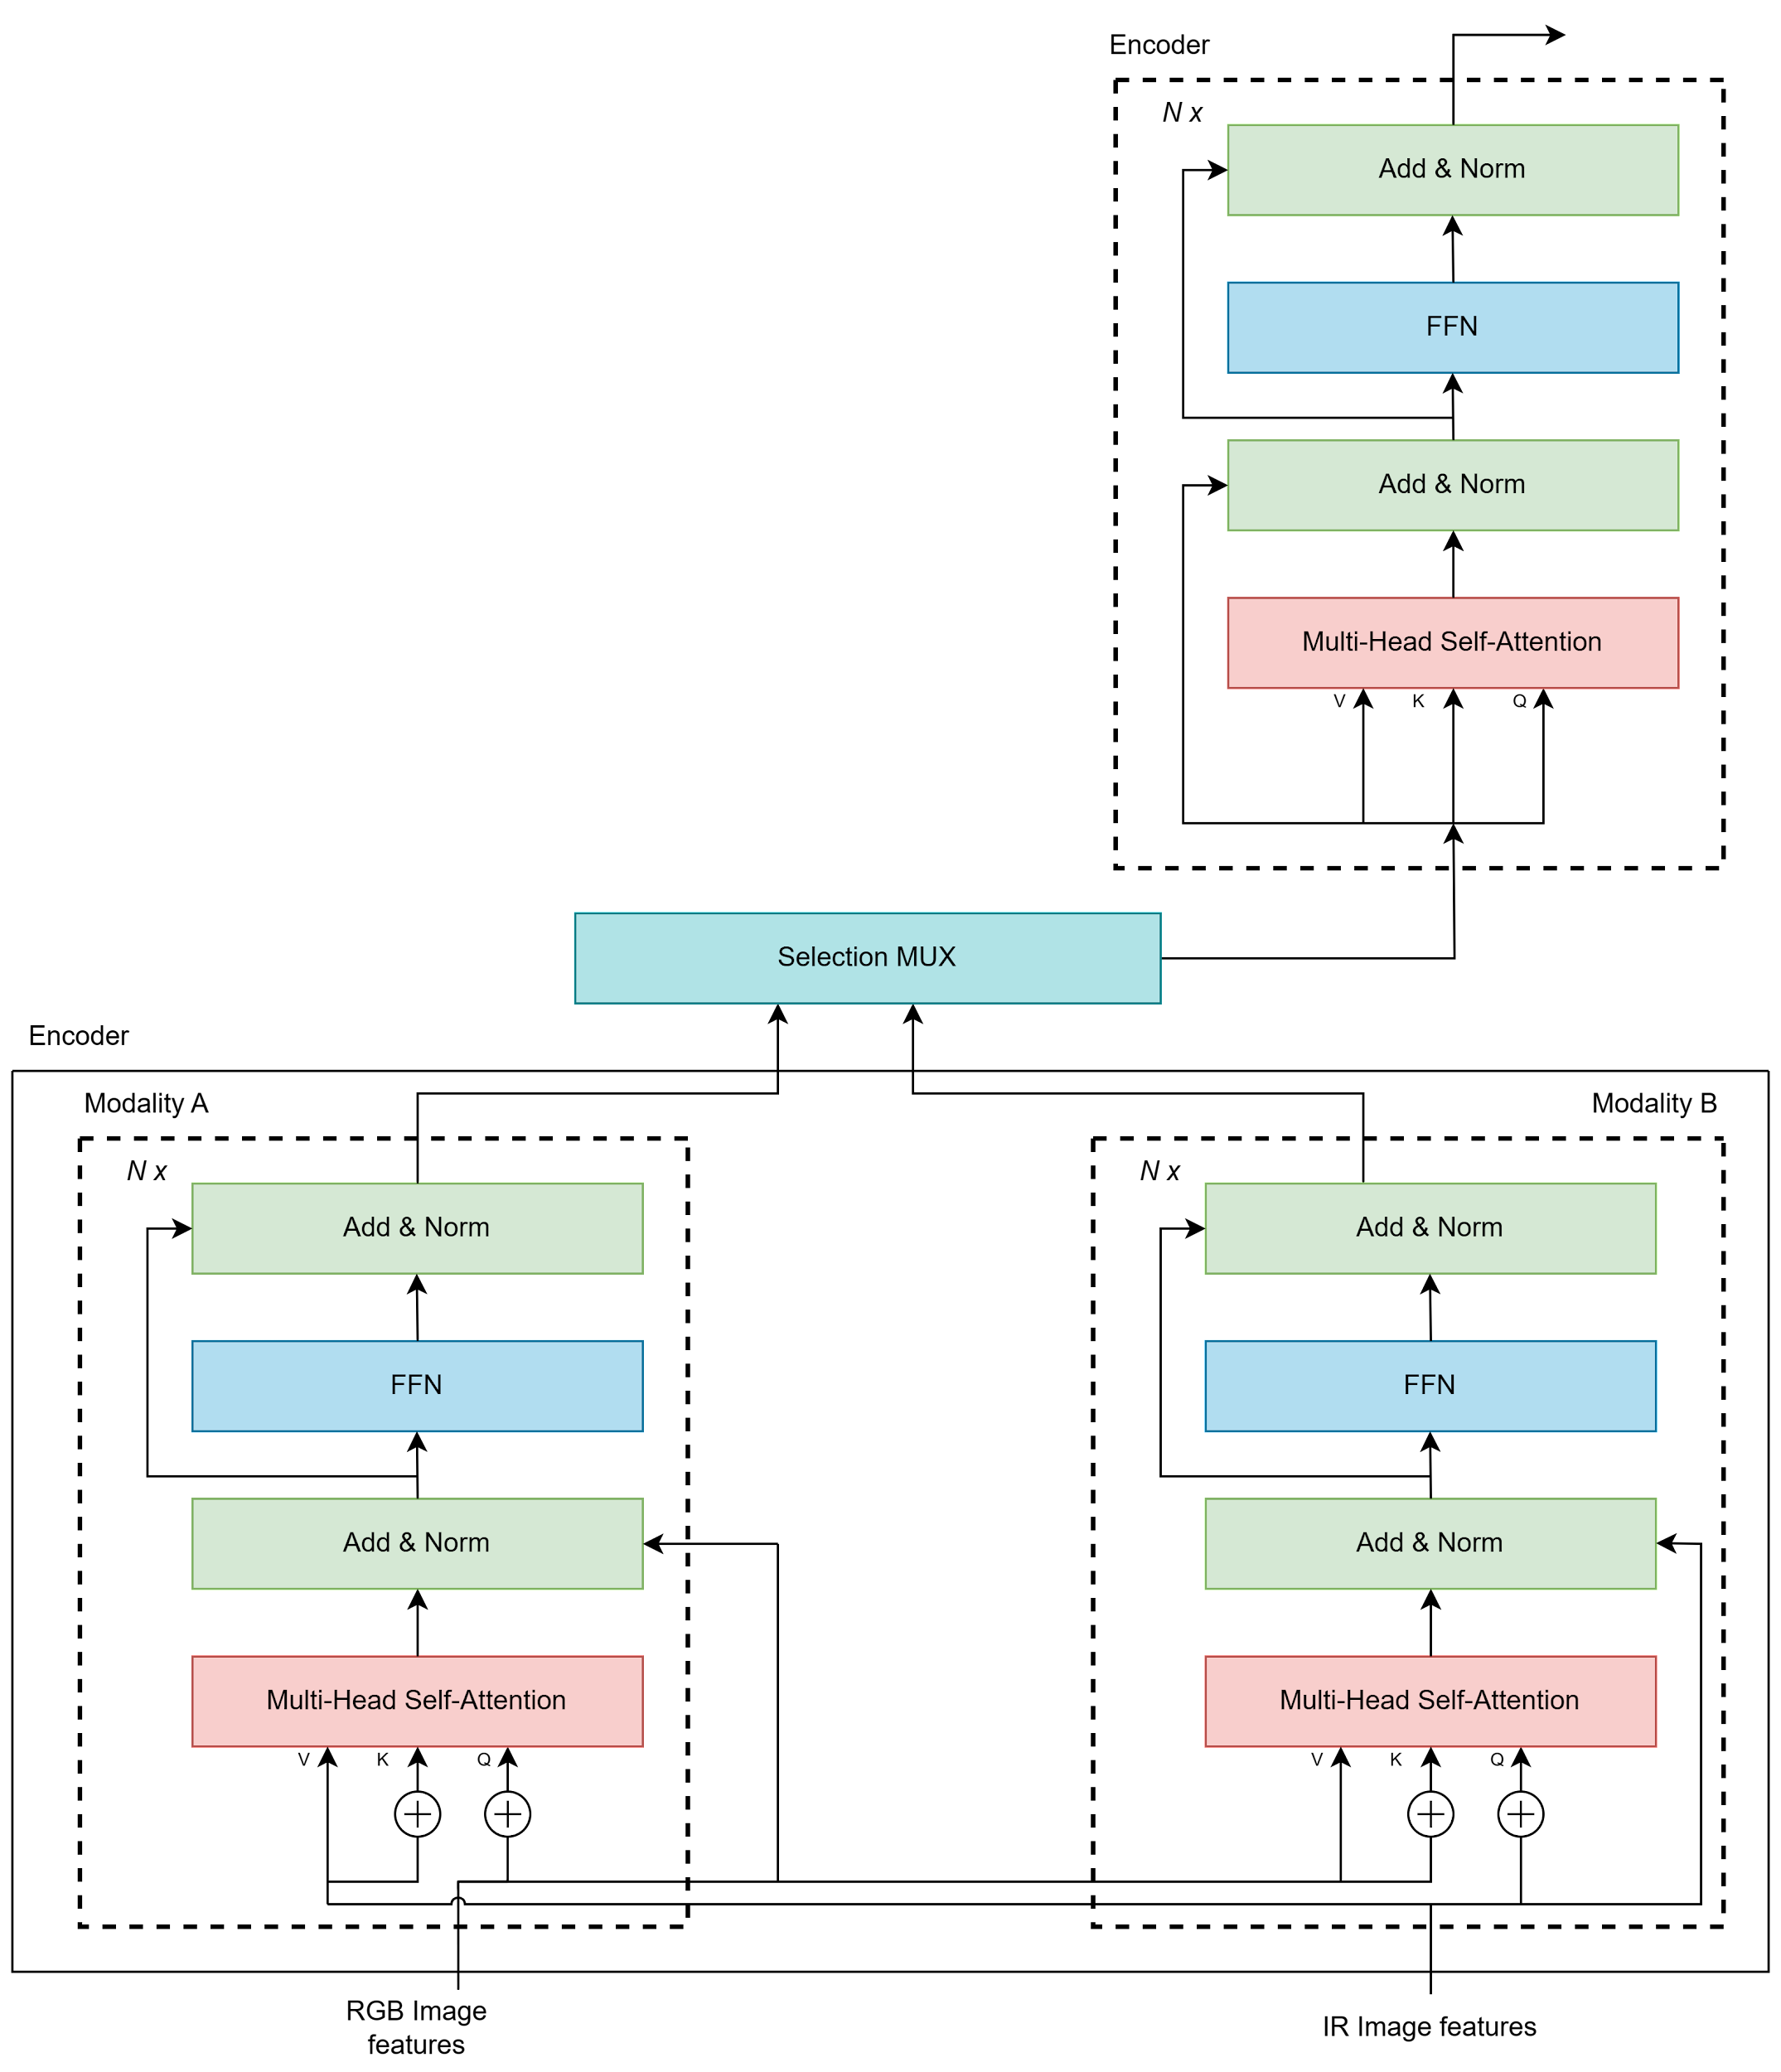 Encoder
N x
Add & Norm
FFN
Add & Norm
Multi-Head Self-Attention
V K Q
Selection MUX
Encoder
Modality A
Modality B
N x
Add & Norm
FFN
Add & Norm
Multi-Head Self-Attention
V K Q
N x
Add & Norm
FFN
Add & Norm
Multi-Head Self-Attention
V K Q
RGB Image
features
IR Image features